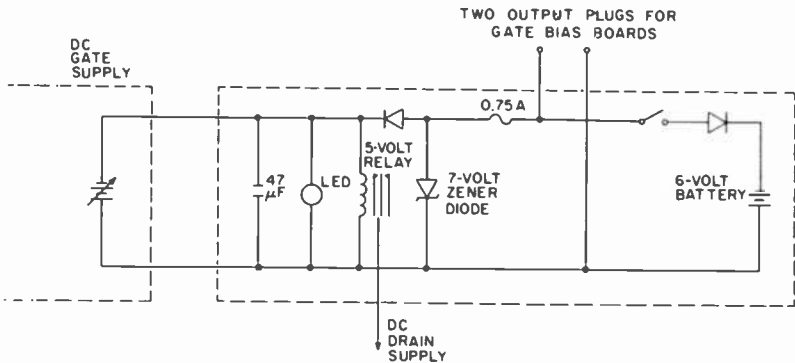 TWO OUTPUT PLUGS FOR
GATE BIAS BOARDS
DC
GATE
SUPPLY
0.75A
5-VOLT
RELAY
47
μF
LED
7-VOLT
ZENER
DIODE
6-VOLT
BATTERY
DC
DRAIN
SUPPLY